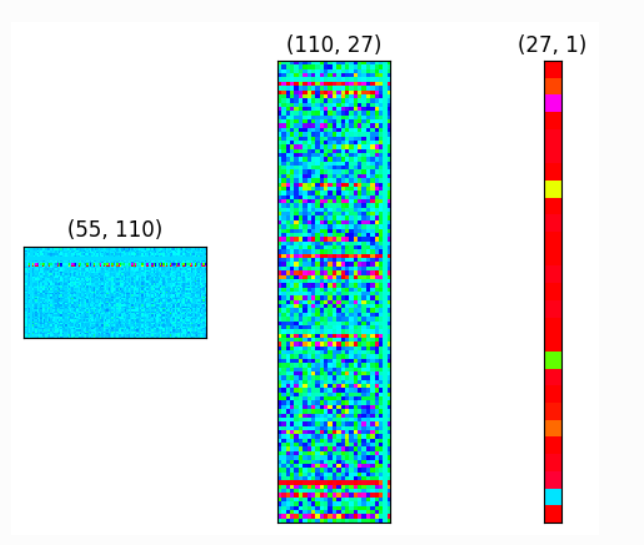 (110, 27)
(27, 1)
(55, 110)